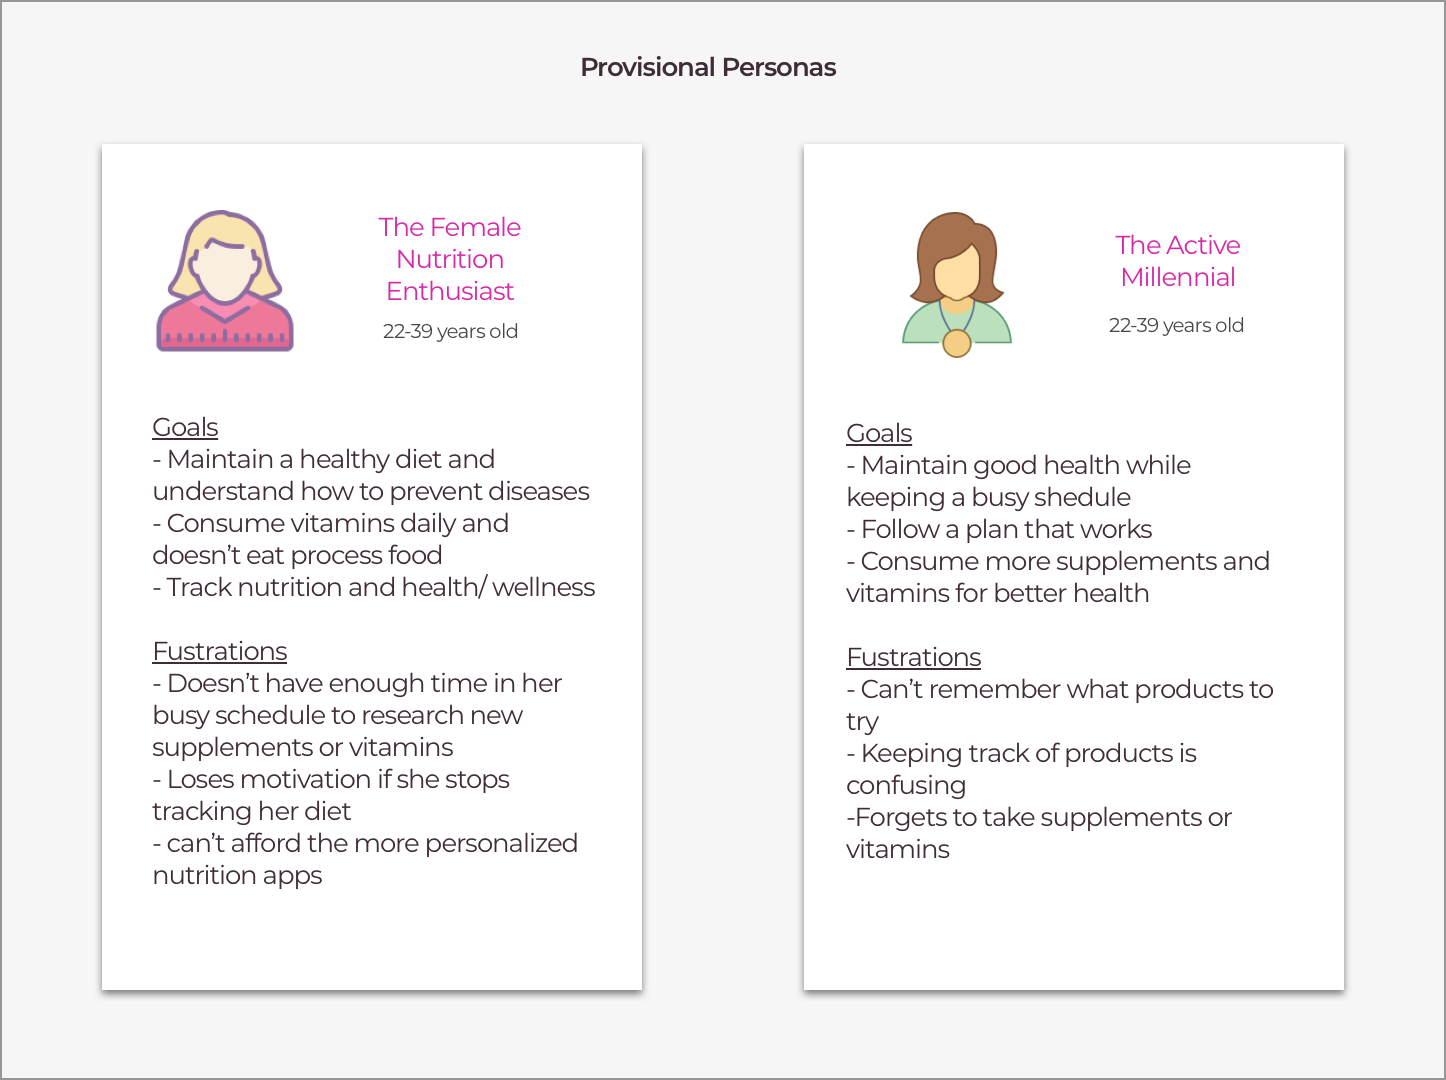 Provisional Personas
The Female
Nutrition
Enthusiast
22-39 years old
Goals
- Maintain a healthy diet and
understand how to prevent diseases
- Consume vitamins daily and
doesn’t eat process food
- Track nutrition and health/ wellness
Fustrations
- Doesn’t have enough time in her
busy schedule to research new
supplements or vitamins
- Loses motivation if she stops
tracking her diet
- can’t afford the more personalized
nutrition apps
The Active
Millennial
22-39 years old
Goals
- Maintain good health while
keeping a busy shedule
- Follow a plan that works
- Consume more supplements and
vitamins for better health
Fustrations
- Can’t remember what products to
try
- Keeping track of products is
confusing
-Forgets to take supplements or
vitamins